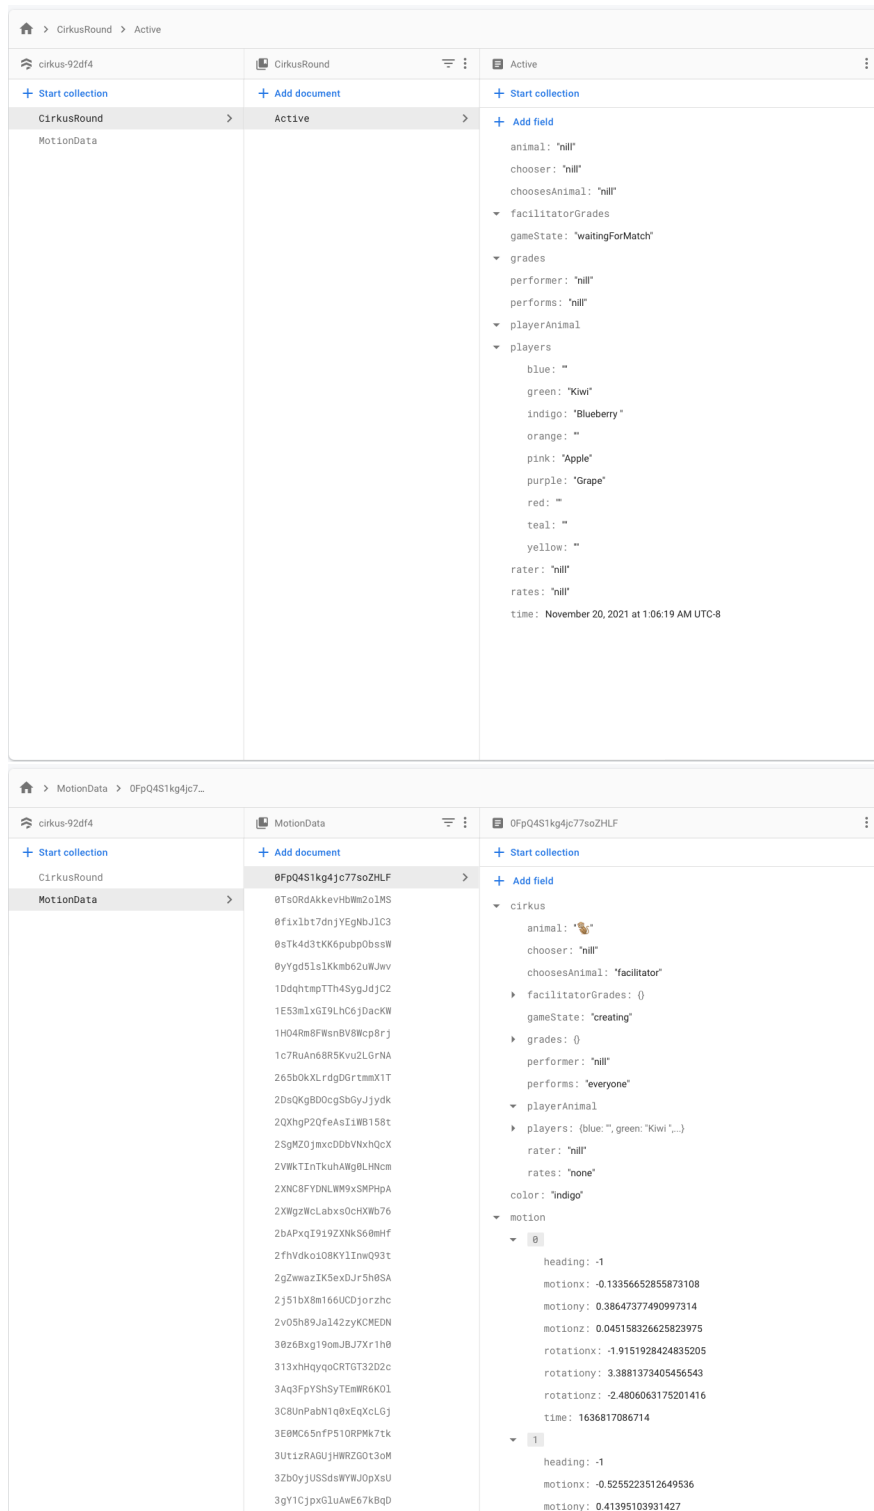 CirkusRound > Active
cirkus-92df4
CirkusRound
Active
+ Start collection
+ Add document
+ Start collection
CirkusRound
Active
+ Add field
MotionData
animal: "nill"
chooser: "nill"
choosesAnimal: "nill"
facilitatorGrades
gameState: "waitingForMatch"
grades
performer: "nill"
performs: "nill"
playerAnimal
players
blue: ""
green: "Kiwi"
indigo: "Blueberry "
orange: ""
pink: "Apple"
purple: "Grape"
red: ""
teal: ""
yellow: ""
rater: "nill"
rates: "nill"
time: November 20, 2021 at 1:06:19 AM UTC-8
MotionData > 0FpQ4S1kg4jc7...
cirkus-92df4
MotionData
0FpQ4S1kg4jc77soZHLF
+ Start collection
+ Add document
+ Start collection
CirkusRound
MotionData
0FpQ4S1kg4jc77soZHLF
0TsORdAkkevHbWm2olMS
0fixlbt7dnjYEgNbJlC3
0sTk4d3tKK6pubpObssW
0yYgd5lslKkmb62uWJwv
1DdqhtmpTTh4SygJdjC2
1E53mlxGI9LhC6jDacKW
1HO4Rm8FWsnBV8Wcp8rj
1c7RuAn68R5Kvu2LGrNA
265bOkXLrdgDGrtmmX1T
2DsQKgBDOcgSbGyJjydk
2QXhgP2QfeAsIiWB158t
2SgMZOjmxcDDbVNxhQcX
2VWkTInTkuhAWg0LHNcm
2XNC8FYDNLWM9xSMPHpA
2XWgzWcLabxsOcHXWb76
2bAPxqI9i9ZXNkS60mHf
2fhVdkoiO8KYlInwQ93t
2gZwwazIK5exDJr5h0SA
2j51bX8m166UCDjorzhc
2vO5h89Jal42zyKCMEDN
30z6Bxg19omJBJ7Xr1h0
313xhHqyqoCRTGT32D2c
3Aq3FpYShSyTEmWR6KOl
3C8UnPabN1q0xEqXcLGj
3E0MC65nfP51ORPMk7tk
3UtizRAGUjHWRZGOt3oM
3ZbOyjUSSdsWYWJOpXsU
3gY1CjpxGluAwE67kBqD
+ Add field
cirkus
animal: "🐒"
chooser: "nill"
choosesAnimal: "facilitator"
facilitatorGrades: {}
gameState: "creating"
grades: {}
performer: "nill"
performs: "everyone"
playerAnimal
players: {blue: "", green: "Kiwi ",...}
rater: "nill"
rates: "none"
color: "indigo"
motion
0
heading: -1
motionx: -0.13356652855873108
motiony: 0.38647377490997314
motionz: 0.045158326625823975
rotationx: -1.9151928424835205
rotationy: 3.3881373405456543
rotationz: -2.4806063175201416
time: 1636817086714
1
heading: -1
motionx: -0.5255223512649536
motiony: 0.41395103931427